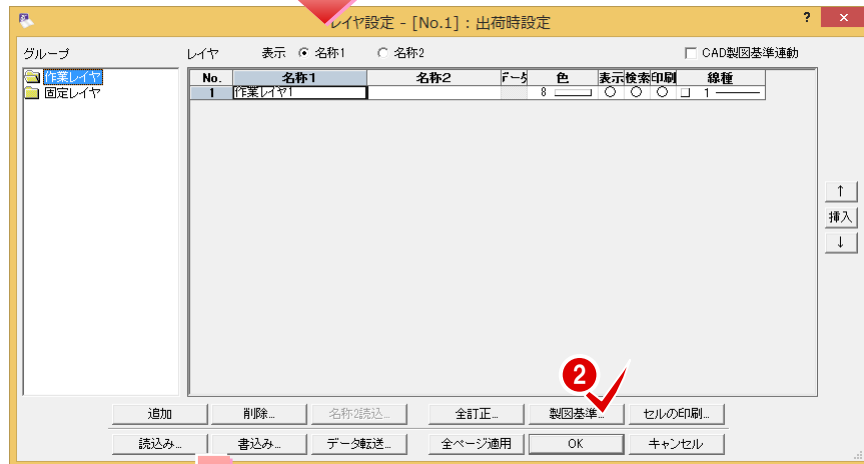 レイヤ設定 - [No.1] : 出荷時設定 ? ×
グループ レイヤ 表示 名称1 名称2 CAD製図基準連動
作業レイヤ
固定レイヤ
No. 名称1 名称2 データ 色 表示 検索 印刷 線種
1 作業レイヤ1 8 ○ ○ ○ □ 1
↑
挿入
↓
2
追加 削除... 名称2読込... 全訂正... 製図基準... セルの印刷...
読込み... 書込み... データ転送... 全ページ適用 OK キャンセル